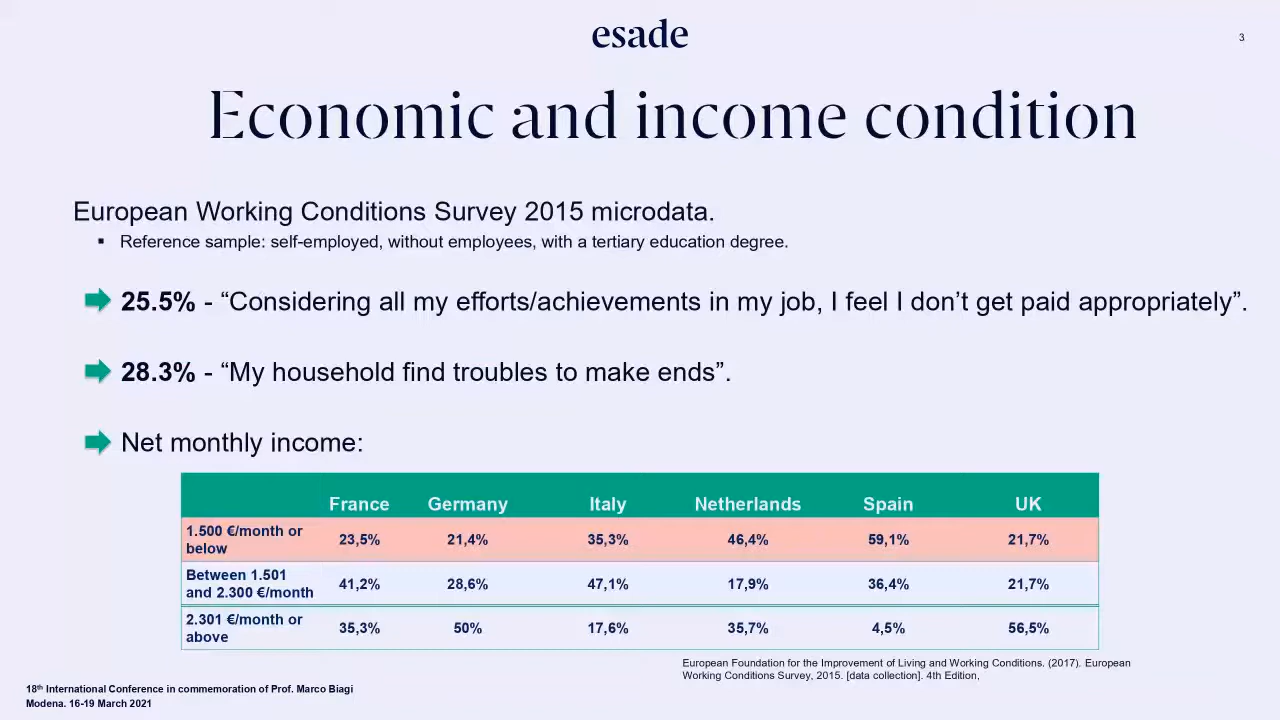 esade
3
Economic and income condition
European Working Conditions Survey 2015 microdata.
▪ Reference sample: self-employed, without employees, with a tertiary education degree.
25.5% - “Considering all my efforts/achievements in my job, I feel I don’t get paid appropriately”.
28.3% - “My household find troubles to make ends”.
Net monthly income:
France Germany Italy Netherlands Spain UK
1.500 €/month or
below
23,5% 21,4% 35,3% 46,4% 59,1% 21,7%
Between 1.501
and 2.300 €/month
41,2% 28,6% 47,1% 17,9% 36,4% 21,7%
2.301 €/month or
above
35,3% 50% 17,6% 35,7% 4,5% 56,5%
European Foundation for the Improvement of Living and Working Conditions. (2017). European
Working Conditions Survey, 2015. [data collection]. 4th Edition,
18th International Conference in commemoration of Prof. Marco Biagi
Modena. 16-19 March 2021